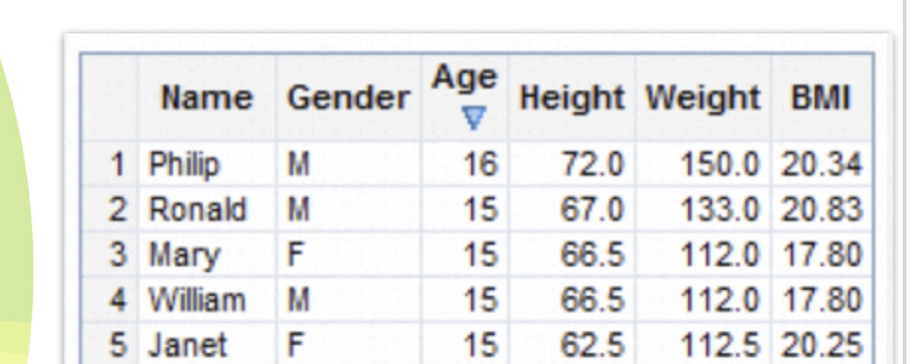 Name Gender Age Height Weight BMI
1 Philip M 16 72.0 150.0 20.34
2 Ronald M 15 67.0 133.0 20.83
3 Mary F 15 66.5 112.0 17.80
4 William M 15 66.5 112.0 17.80
5 Janet F 15 62.5 112.5 20.25